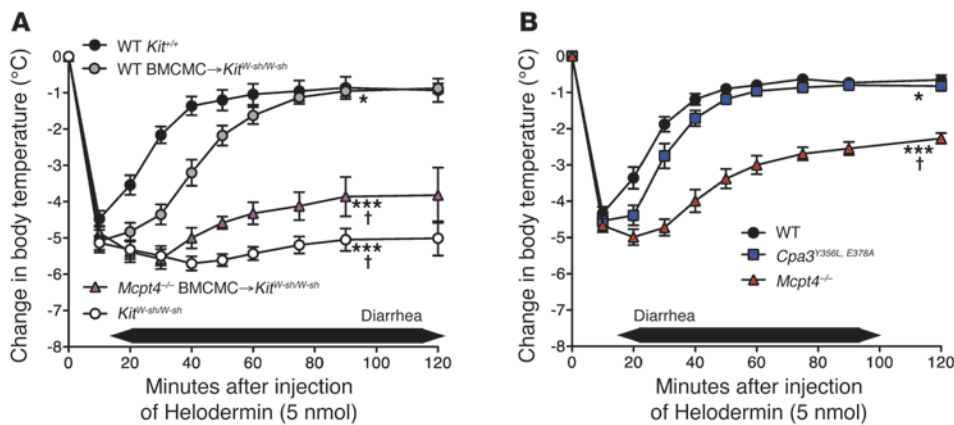 A
WT Kit+/+
WT BMCMC→KitW-sh/W-sh
Change in body temperature (°C)
0
-1
-2
-3
-4
-5
-6
-7
-8
*
***
†
***
†
Mcpt4–/– BMCMC→KitW-sh/W-sh
KitW-sh/W-sh
Diarrhea
0 20 40 60 80 100 120
Minutes after injection
of Helodermin (5 nmol)
B
Change in body temperature (°C)
0
-1
-2
-3
-4
-5
-6
-7
-8
*
***
†
WT
Cpa3Y356L, E378A
Mcpt4–/–
Diarrhea
0 20 40 60 80 100 120
Minutes after injection
of Helodermin (5 nmol)